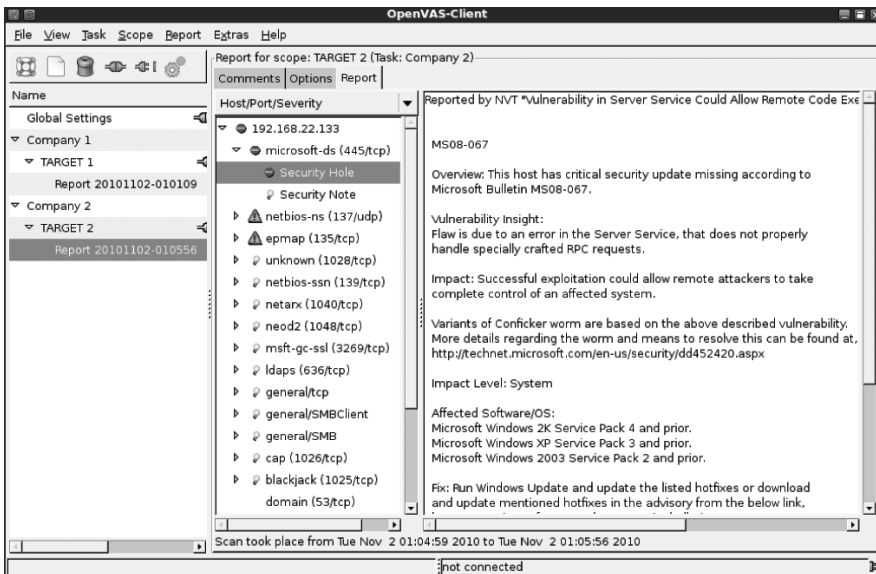 OpenVAS-Client
File View Task Scope Report Extras Help
Name
Global Settings
Company 1
TARGET 1
Report 20101102-010109
Company 2
TARGET 2
Report 20101102-010556
Report for scope: TARGET 2 (Task: Company 2)
Comments Options Report
Host/Port/Severity
192.168.22.133
microsoft-ds (445/tcp)
Security Hole
Security Note
netbios-ns (137/udp)
epmap (135/tcp)
unknown (1028/tcp)
netbios-ssn (139/tcp)
netarx (1040/tcp)
neod2 (1048/tcp)
msft-gc-ssl (3269/tcp)
ldaps (636/tcp)
general/tcp
general/SMBClient
general/SMB
cap (1026/tcp)
blackjack (1025/tcp)
domain (53/tcp)
Reported by NVT "Vulnerability in Server Service Could Allow Remote Code Exe
MS08-067
Overview: This host has critical security update missing according to
Microsoft Bulletin MS08-067.
Vulnerability Insight:
Flaw is due to an error in the Server Service, that does not properly
handle specially crafted RPC requests.
Impact: Successful exploitation could allow remote attackers to take
complete control of an affected system.
Variants of Conficker worm are based on the above described vulnerability.
More details regarding the worm and means to resolve this can be found at,
http://technet.microsoft.com/en-us/security/dd452420.aspx
Impact Level: System
Affected Software/OS:
Microsoft Windows 2K Service Pack 4 and prior.
Microsoft Windows XP Service Pack 3 and prior.
Microsoft Windows 2003 Service Pack 2 and prior.
Fix: Run Windows Update and update the listed hotfixes or download
and update mentioned hotfixes in the advisory from the below link,
Scan took place from Tue Nov 2 01:04:59 2010 to Tue Nov 2 01:05:56 2010
not connected